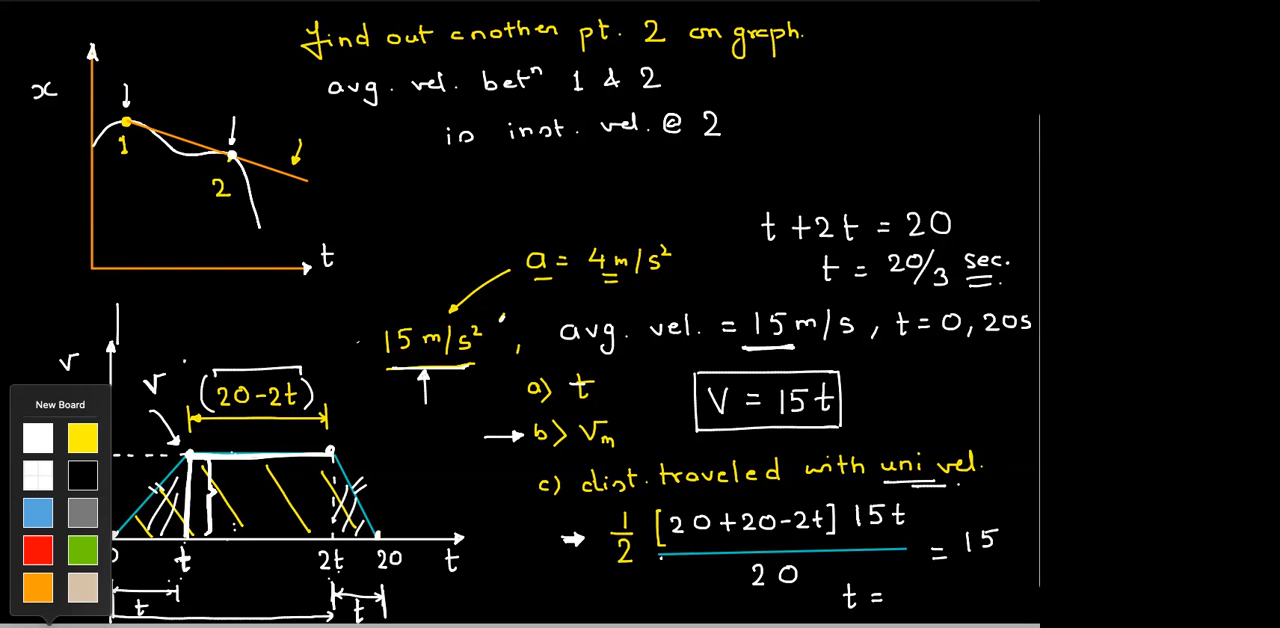 find out another pt. 2 on graph.
avg. vel. betⁿ 1 & 2
is inst. vel. @ 2
x
1
2
t
t + 2t = 20
t = 20/3 sec.
a = 4 m/s²
15 m/s² , avg. vel. = 15 m/s , t = 0, 20s
a) t
V = 15t
b> Vm
c) dist. traveled with uni vel.
1/2 [20+20-2t] 15t / 20 = 15
t =
v
v
(20-2t)
0 t 2t 20 t
t
t
New Board